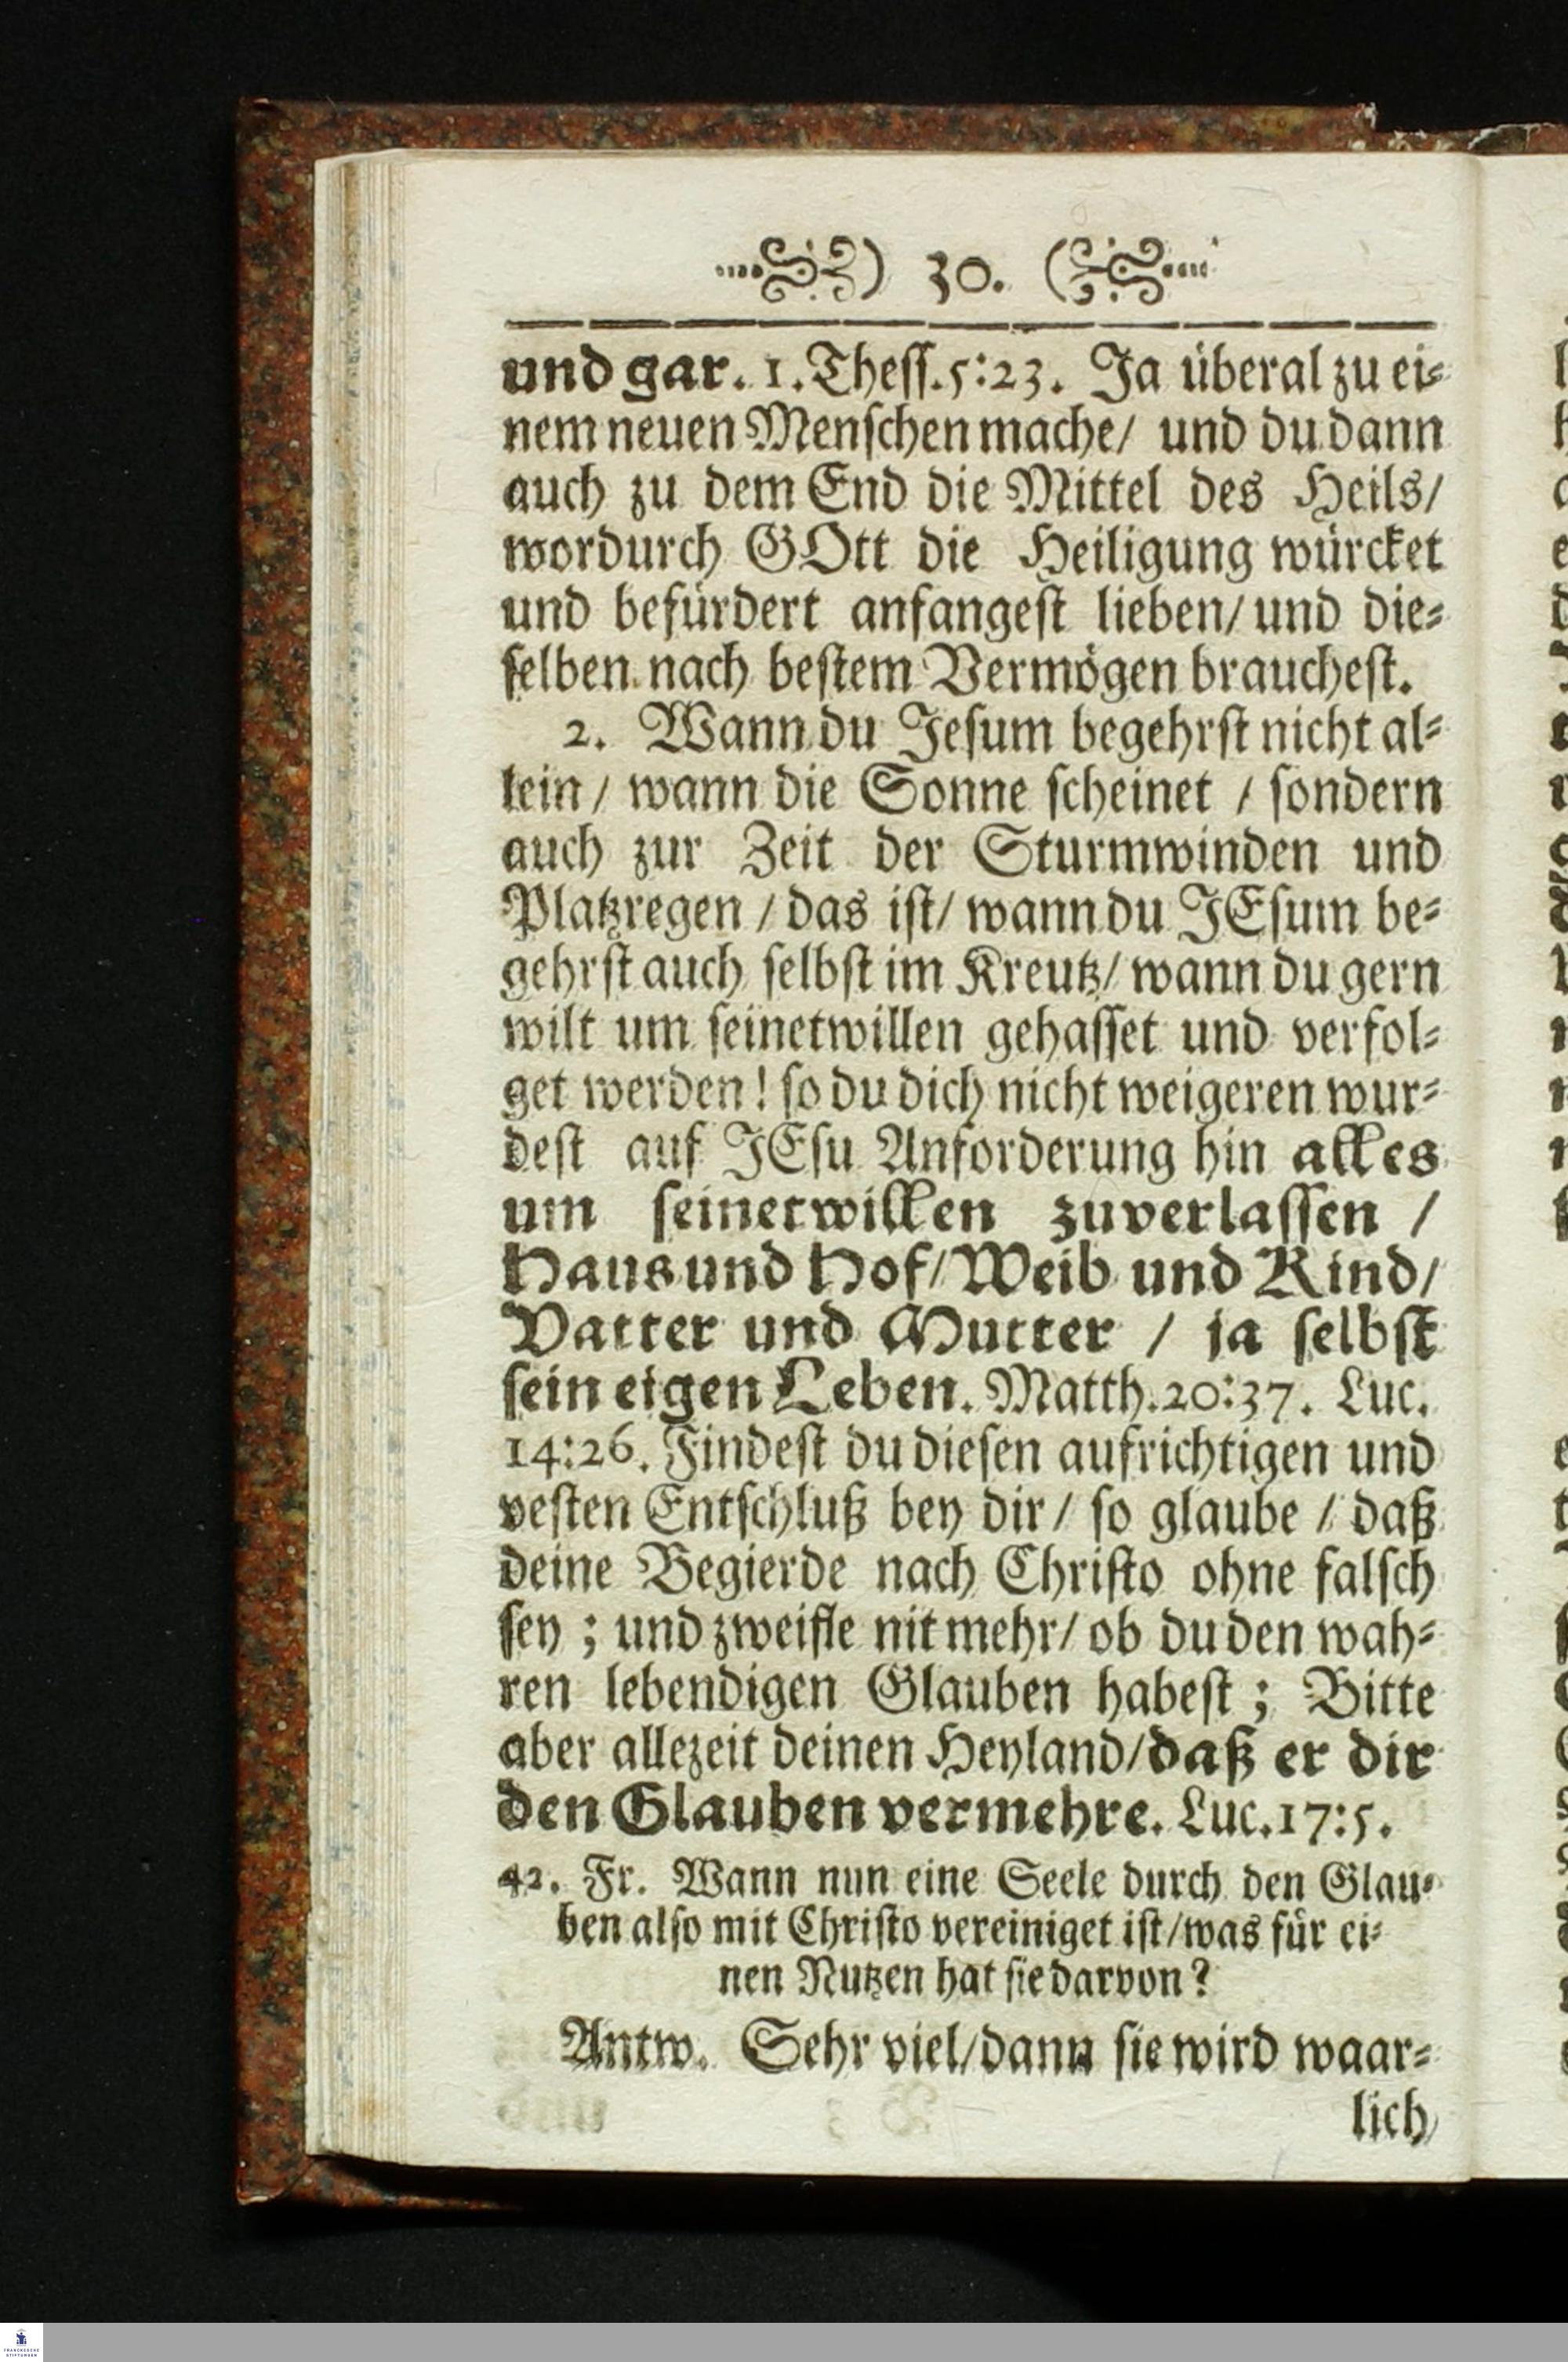 ) 30. (
und gar. 1. Thess. 5:23. Ja überal zu ei-
nem neuen Menschen mache/ und du dann
auch zu dem End die Mittel des Heils/
wordurch GOtt die Heiligung würcket
und befürdert anfangest lieben/ und die-
selben nach bestem Vermögen brauchest.
2. Wann du Jesum begehrst nicht al-
lein / wann die Sonne scheinet / sondern
auch zur Zeit der Sturmwinden und
Platzregen / das ist/ wann du JEsum be-
gehrst auch selbst im Kreutz/ wann du gern
wilt um seinetwillen gehasset und verfol-
get werden! so du dich nicht weigeren wur-
dest auf JEsu Anforderung hin alles
um seinetwillen zuverlassen /
Haus und Hof/ Weib und Kind/
Vatter und Mutter / ja selbst
sein eigen Leben. Matth. 20:37. Luc.
14:26. Findest du diesen aufrichtigen und
vesten Entschluß bey dir / so glaube / daß
deine Begierde nach Christo ohne falsch
sey ; und zweifle nit mehr/ ob du den wah-
ren lebendigen Glauben habest ; Bitte
aber allezeit deinen Heyland/ daß er dir
den Glauben vermehre. Luc. 17:5.
42. Fr. Wann nun eine Seele durch den Glau-
ben also mit Christo vereiniget ist/ was für ei-
nen Nutzen hat sie darvon?
Antw. Sehr viel/ dann sie wird waar-
lich
FRANCKESCHE
STIFTUNGEN